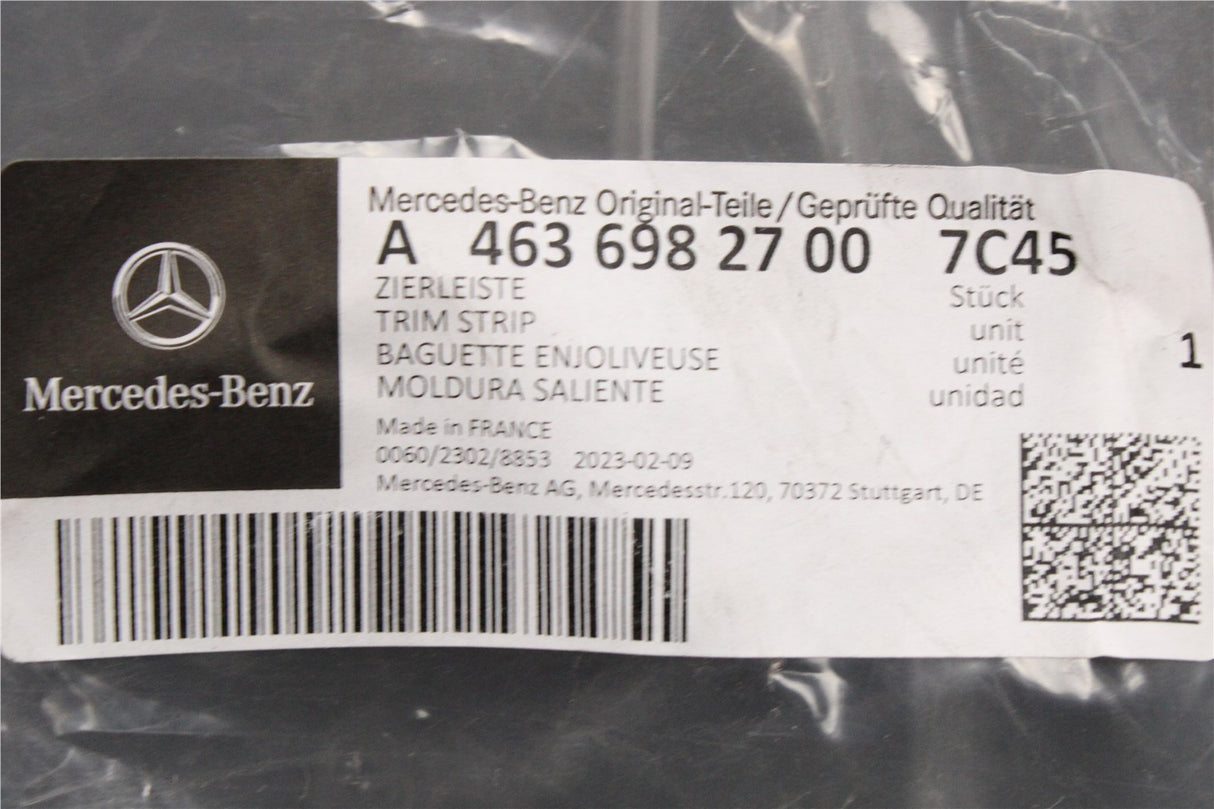 Mercedes-Benz
Mercedes-Benz Original-Teile/Geprüfte Qualität
A 463 698 27 00 7C45
ZIERLEISTE Stück
TRIM STRIP unit
BAGUETTE ENJOLIVEUSE unité 1
MOLDURA SALIENTE unidad
Made in FRANCE
0060/2302/8853 2023-02-09
Mercedes-Benz AG, Mercedesstr.120, 70372 Stuttgart, DE